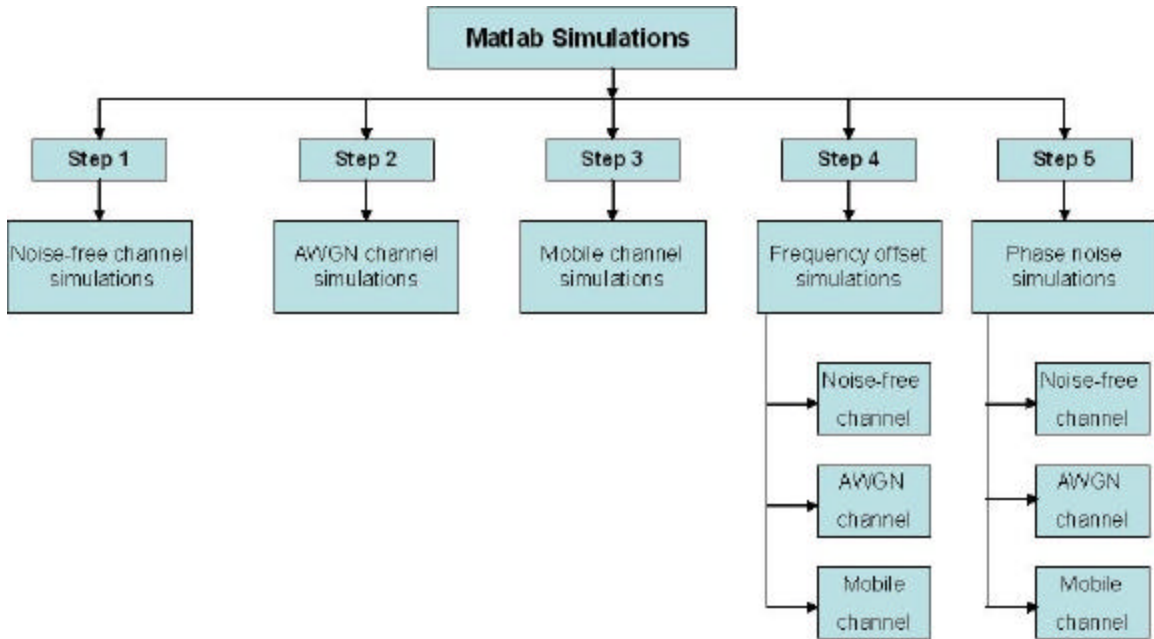 Matlab Simulations
Step 1
Step 2
Step 3
Step 4
Step 5
Noise-free channel
simulations
AWGN channel
simulations
Mobile channel
simulations
Frequency offset
simulations
Phase noise
simulations
Noise-free
channel
AWGN
channel
Mobile
channel
Noise-free
channel
AWGN
channel
Mobile
channel